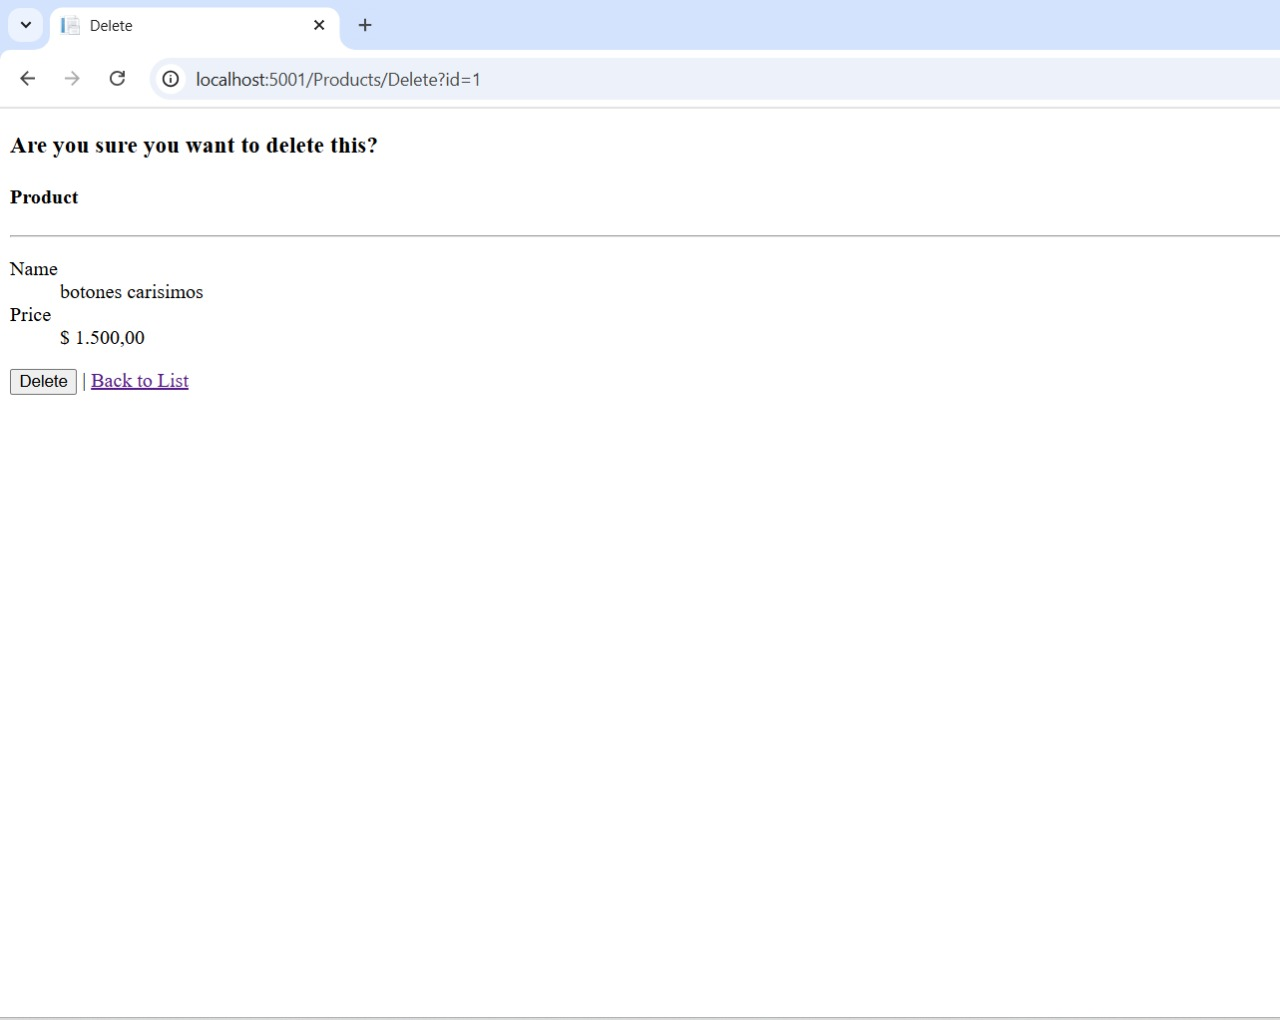 Delete
localhost:5001/Products/Delete?id=1
Are you sure you want to delete this?
Product
Name
botones carisimos
Price
$ 1.500,00
Delete | Back to List